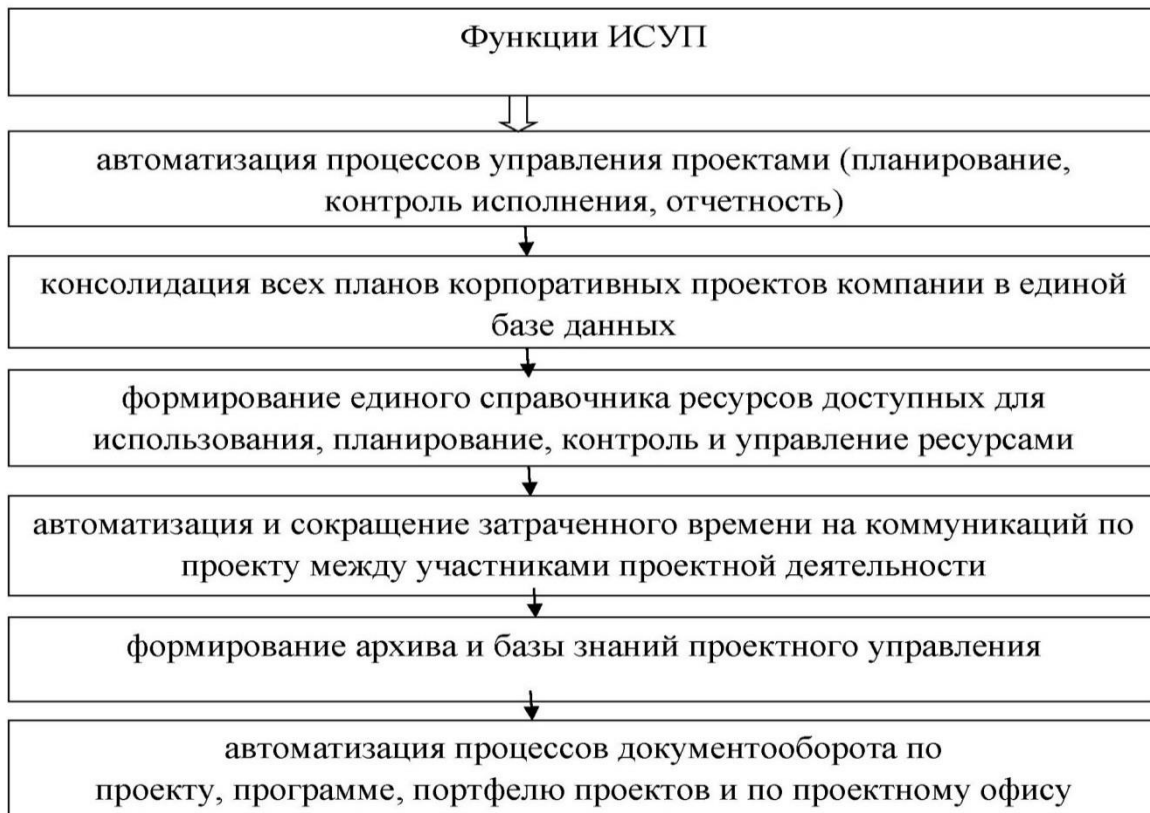 Функции ИСУП
автоматизация процессов управления проектами (планирование,
контроль исполнения, отчетность)
консолидация всех планов корпоративных проектов компании в единой
базе данных
формирование единого справочника ресурсов доступных для
использования, планирование, контроль и управление ресурсами
автоматизация и сокращение затраченного времени на коммуникаций по
проекту между участниками проектной деятельности
формирование архива и базы знаний проектного управления
автоматизация процессов документооборота по
проекту, программе, портфелю проектов и по проектному офису